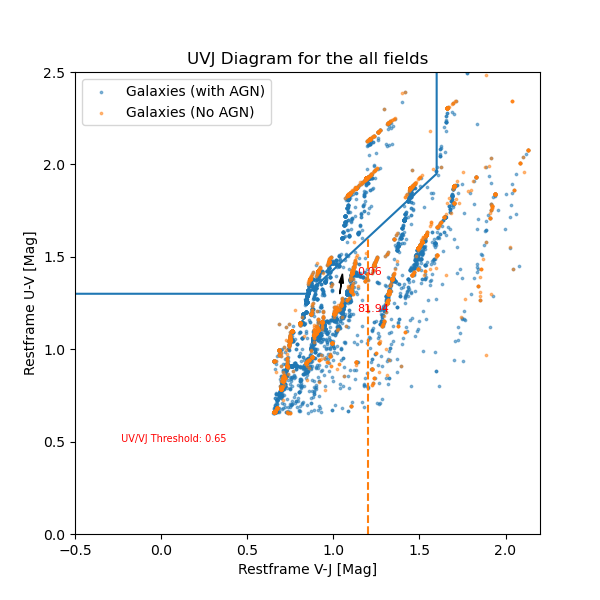 UVJ Diagram for the all fields
Galaxies (with AGN)
Galaxies (No AGN)
2.5
2.0
1.5
1.0
0.5
0.0
Restframe U-V [Mag]
0.06
81.94
UV/VJ Threshold: 0.65
−0.5
0.0
0.5
1.0
1.5
2.0
Restframe V-J [Mag]